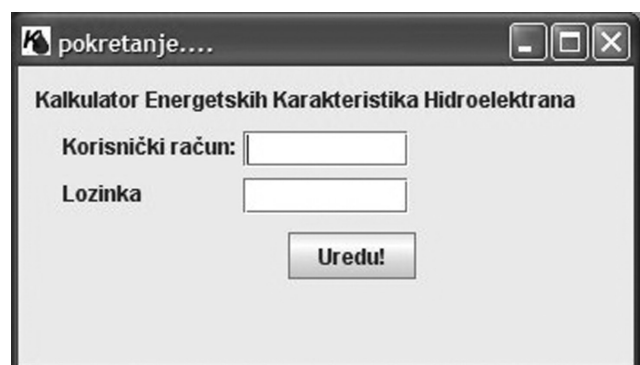 pokretanje....
Kalkulator Energetskih Karakteristika Hidroelektrana
Korisnički račun:
Lozinka
Uredu!